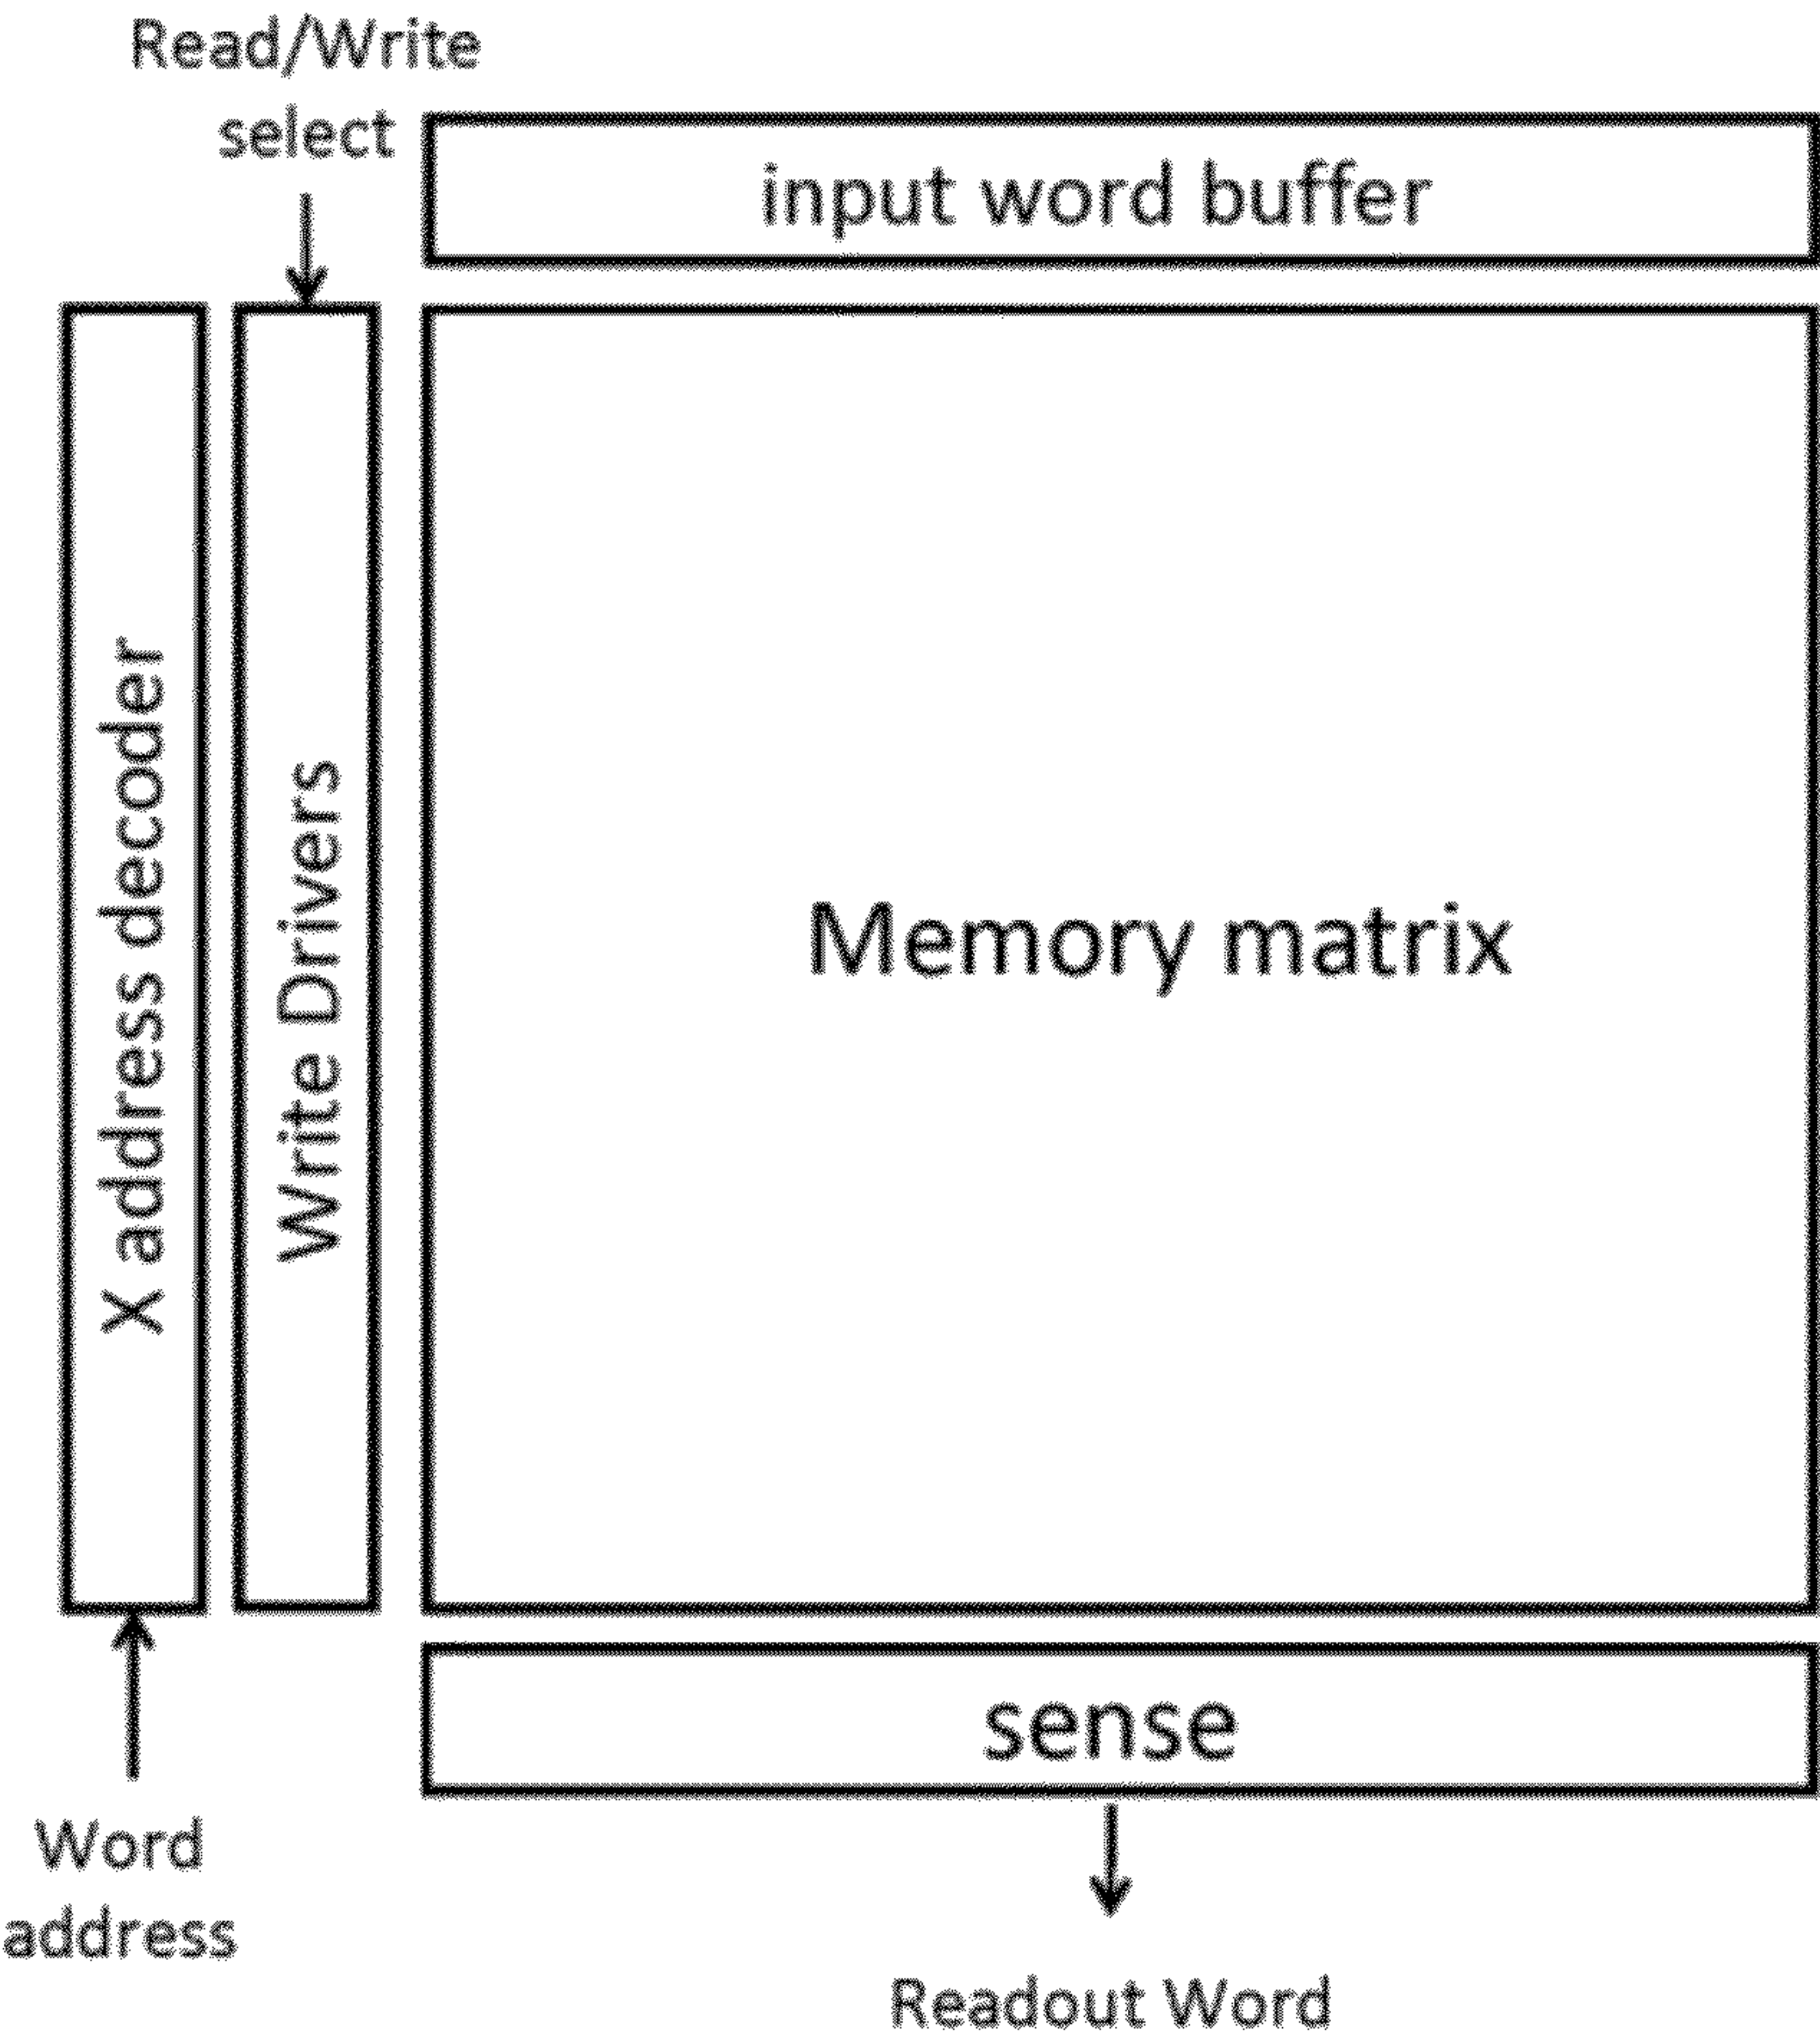 Read/Write
select
input word buffer
X address decoder
Write Drivers
Memory matrix
sense
Word
address
Readout Word